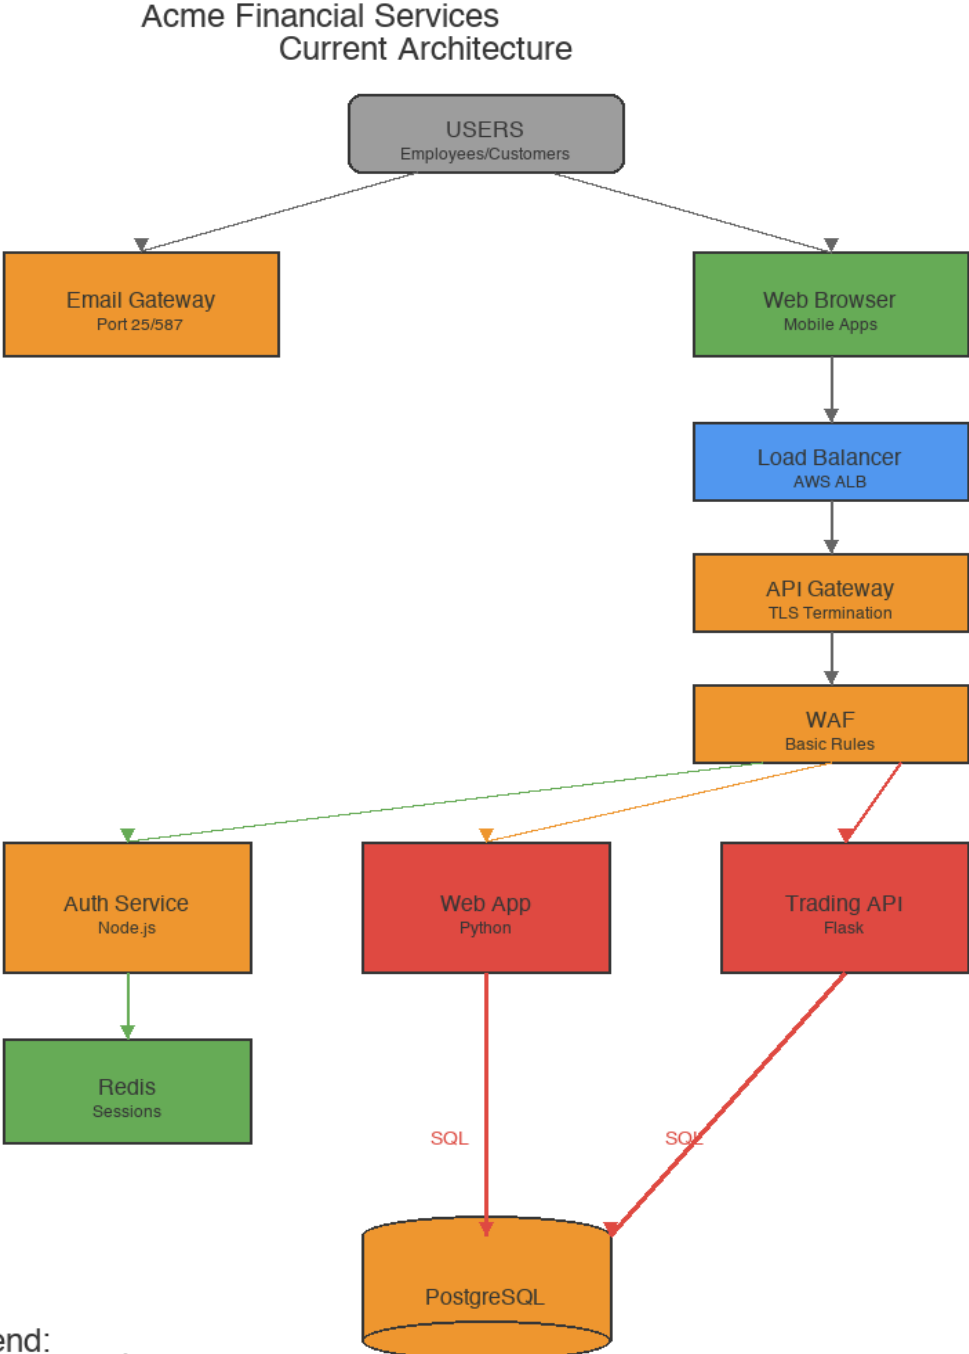 Acme Financial Services
Current Architecture
USERS
Employees/Customers
Email Gateway
Port 25/587
Web Browser
Mobile Apps
Load Balancer
AWS ALB
API Gateway
TLS Termination
WAF
Basic Rules
Auth Service
Node.js
Web App
Python
Trading API
Flask
Redis
Sessions
SQL
SQL
PostgreSQL
end: